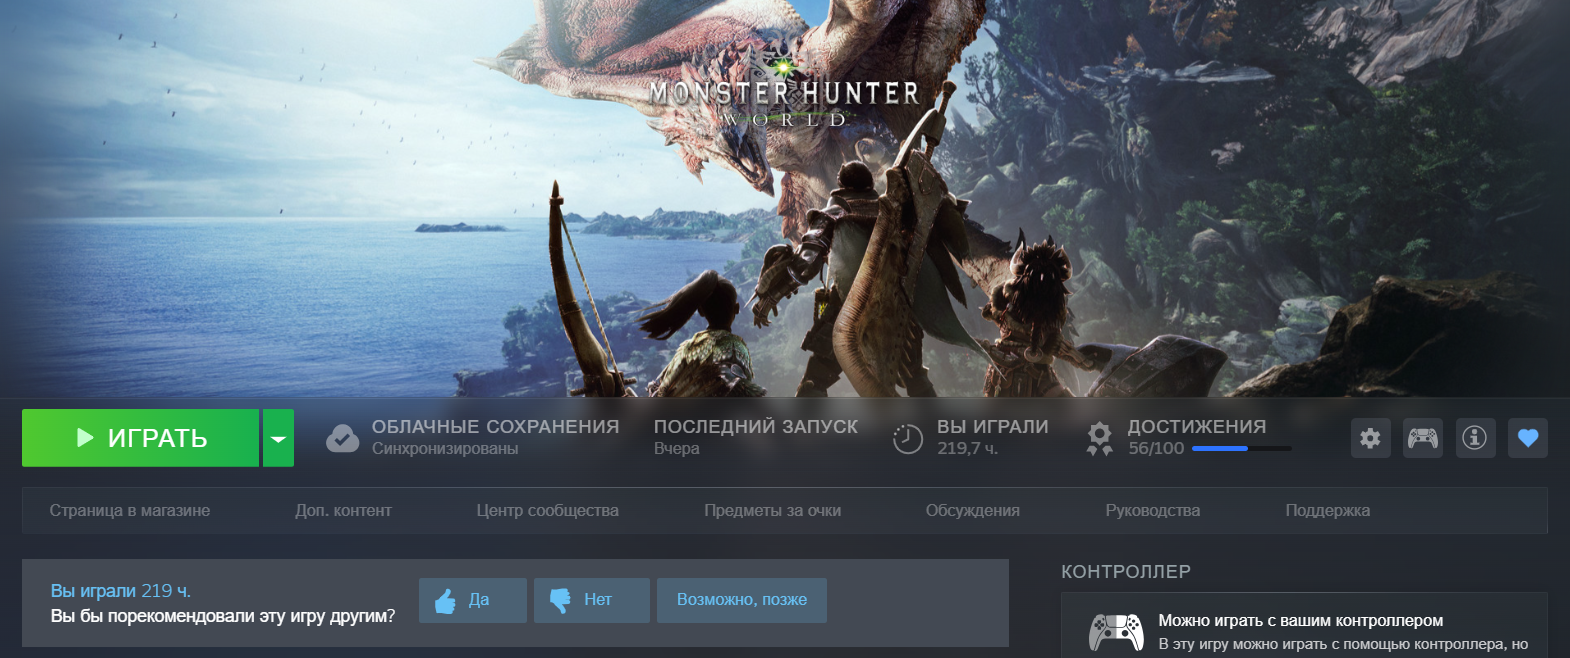 MONSTER HUNTER
WORLD
ИГРАТЬ
ОБЛАЧНЫЕ СОХРАНЕНИЯ
Синхронизированы
ПОСЛЕДНИЙ ЗАПУСК
Вчера
ВЫ ИГРАЛИ
219,7 ч.
ДОСТИЖЕНИЯ
56/100
Страница в магазине
Доп. контент
Центр сообщества
Предметы за очки
Обсуждения
Руководства
Поддержка
Вы играли 219 ч.
Вы бы порекомендовали эту игру другим?
Да
Нет
Возможно, позже
КОНТРОЛЛЕР
Можно играть с вашим контроллером
В эту игру можно играть с помощью контроллера, но